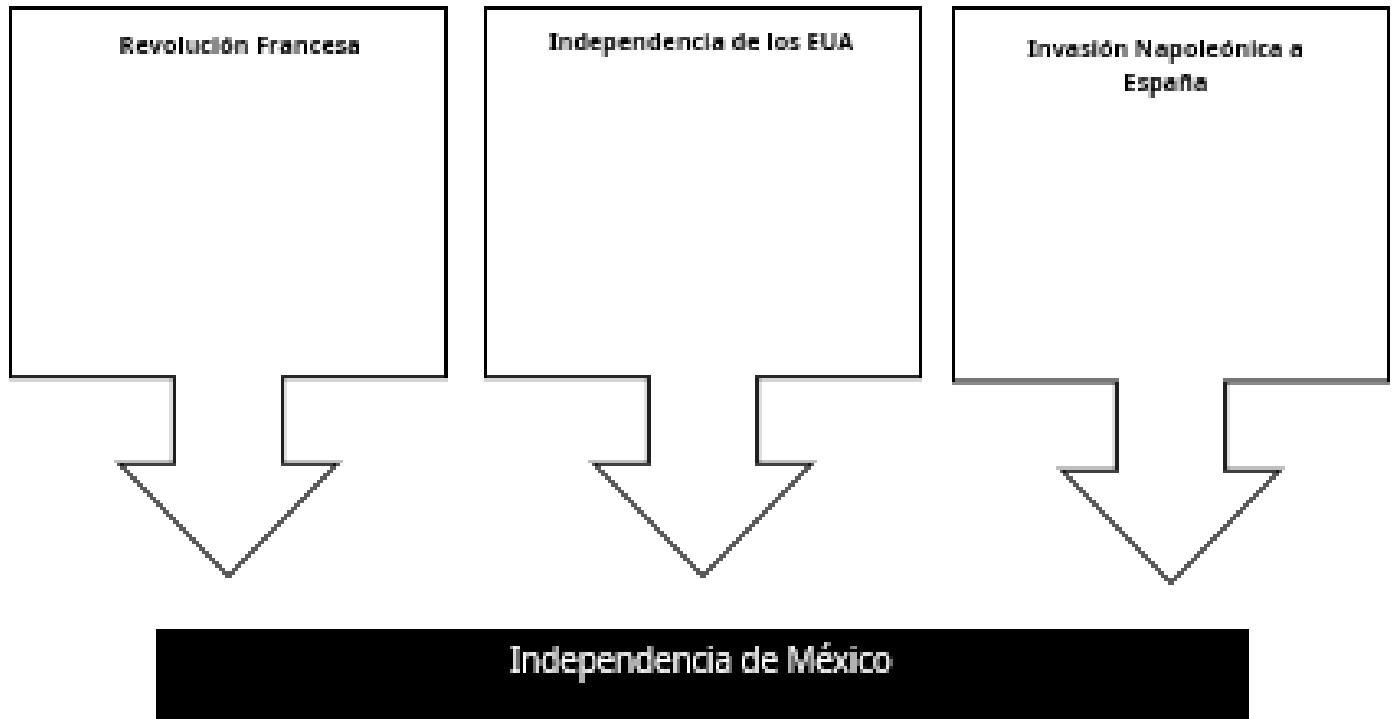 Revolución Francesa
Independencia de los EUA
Invasión Napoleónica a
España
Independencia de México